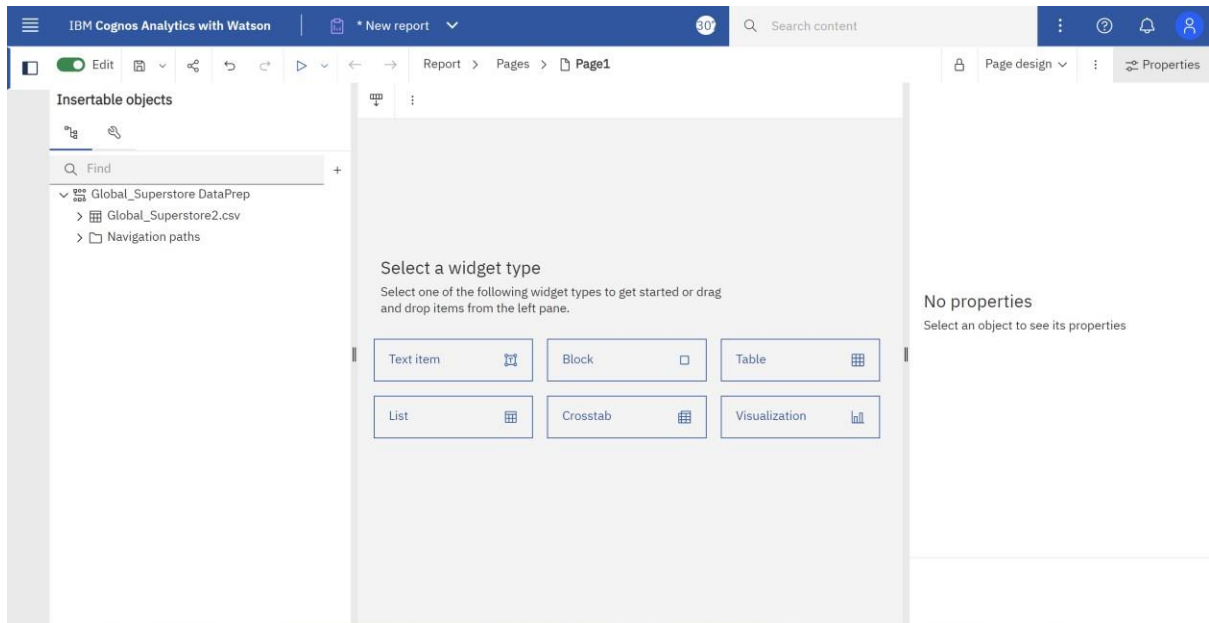 IBM Cognos Analytics with Watson
* New report
30?
Search content
Edit
Report > Pages > Page1
Page design
Properties
Insertable objects
Find
+
Global_Superstore DataPrep
Global_Superstore2.csv
Navigation paths
Select a widget type
Select one of the following widget types to get started or drag
and drop items from the left pane.
Text item
Block
Table
List
Crosstab
Visualization
No properties
Select an object to see its properties